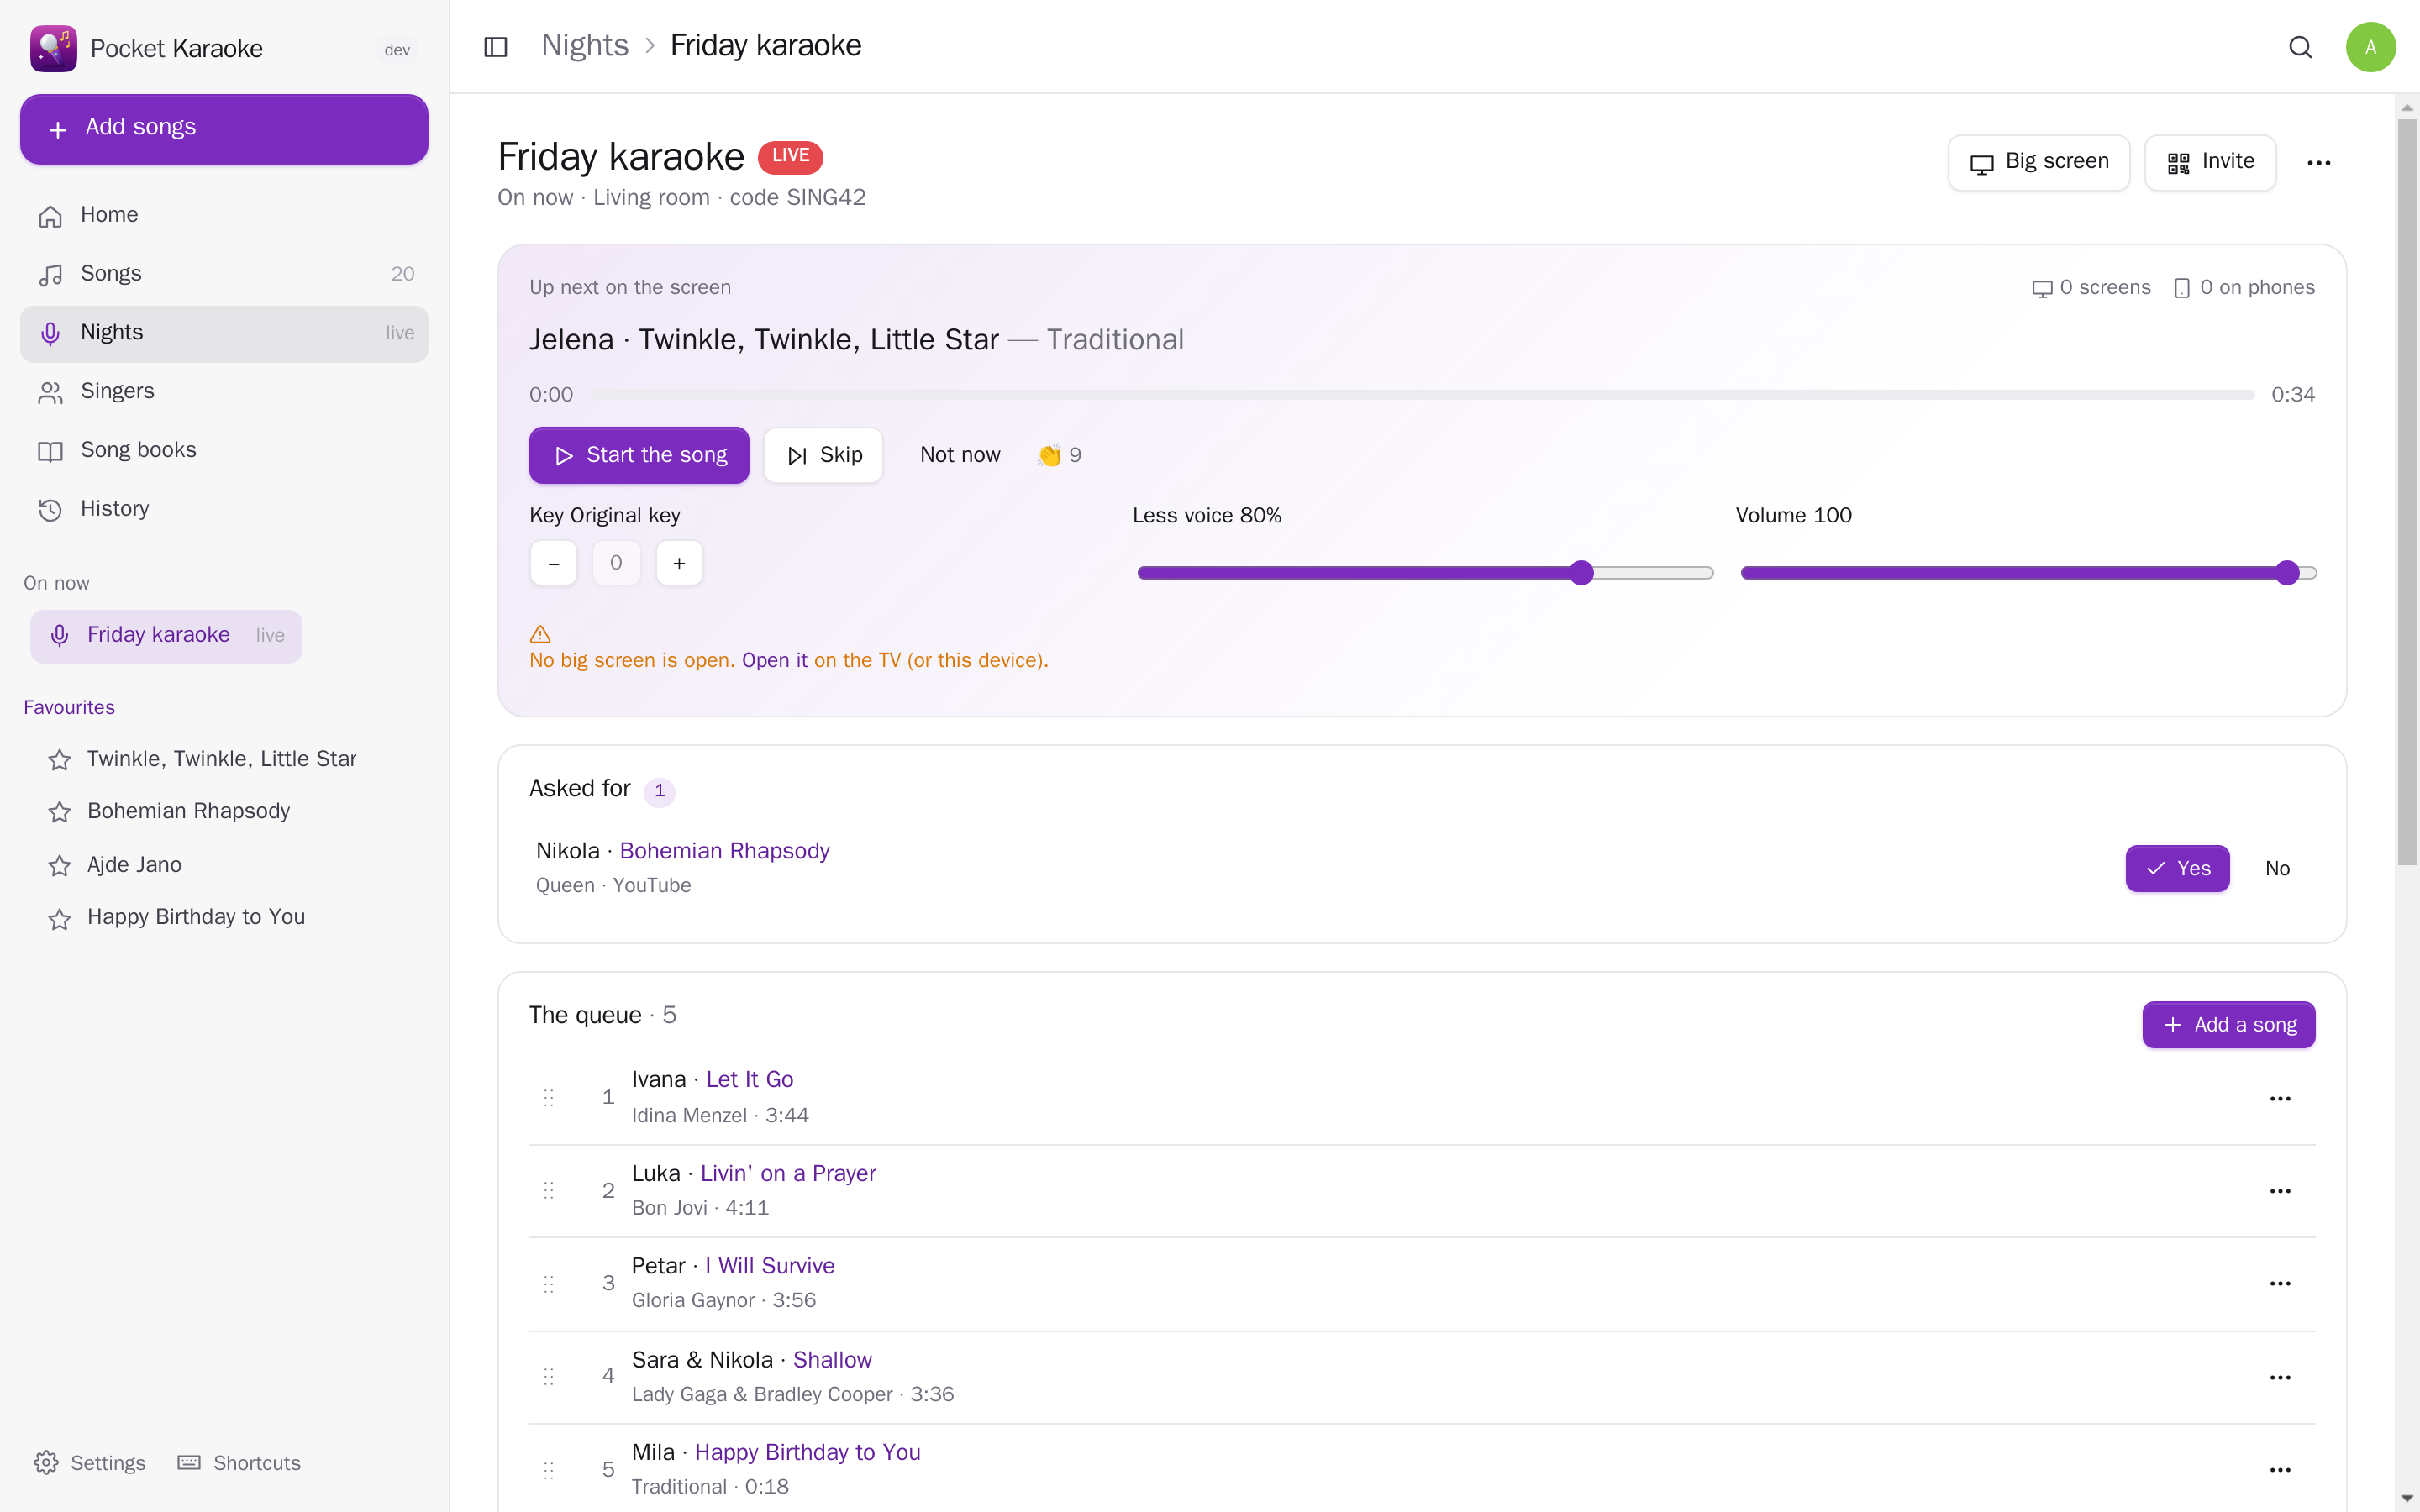 Pocket Karaoke
dev
Add songs
Home
Songs 20
Nights live
Singers
Song books
History
On now
Friday karaoke live
Favourites
Twinkle, Twinkle, Little Star
Bohemian Rhapsody
Ajde Jano
Happy Birthday to You
Settings
Shortcuts
Nights > Friday karaoke
A
Friday karaoke LIVE
On now · Living room · code SING42
Big screen
Invite
Up next on the screen
0 screens
0 on phones
Jelena · Twinkle, Twinkle, Little Star — Traditional
0:00
0:34
Start the song
Skip
Not now
👏 9
Key Original key
− 0 +
Less voice 80%
Volume 100
No big screen is open. Open it on the TV (or this device).
Asked for 1
Nikola · Bohemian Rhapsody
Queen · YouTube
Yes
No
The queue · 5
Add a song
1 Ivana · Let It Go
Idina Menzel · 3:44
2 Luka · Livin' on a Prayer
Bon Jovi · 4:11
3 Petar · I Will Survive
Gloria Gaynor · 3:56
4 Sara & Nikola · Shallow
Lady Gaga & Bradley Cooper · 3:36
5 Mila · Happy Birthday to You
Traditional · 0:18